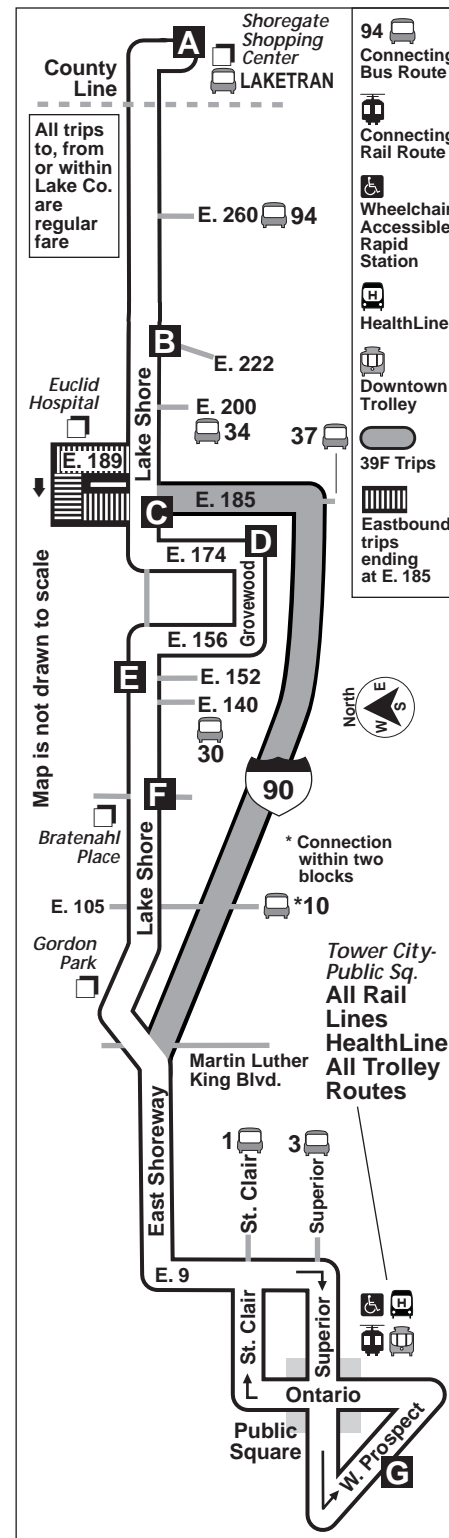 A
Shoregate
Shopping
Center
LAKETRAN
County
Line
All trips
to, from
or within
Lake Co.
are
regular
fare
E. 260 94
B
E. 222
Lake Shore
E. 200
34
Euclid
Hospital
E. 189
37
C
E. 185
D
E. 174
Grovewood
E. 156
E
E. 152
E. 140
30
Map is not drawn to scale
North
W E S
90
F
Bratenahl
Place
* Connection
within two
blocks
Lake Shore
E. 105
*10
Gordon
Park
Martin Luther
King Blvd.
Tower City-
Public Sq.
All Rail
Lines
HealthLine
All Trolley
Routes
East Shoreway
1
St. Clair
3
Superior
E. 9
St. Clair
Superior
H
Ontario
Public
Square
W. Prospect
G
94
Connecting
Bus Route
Connecting
Rail Route
Wheelchair
Accessible
Rapid
Station
H
HealthLine
Downtown
Trolley
39F Trips
Eastbound
trips
ending
at E. 185